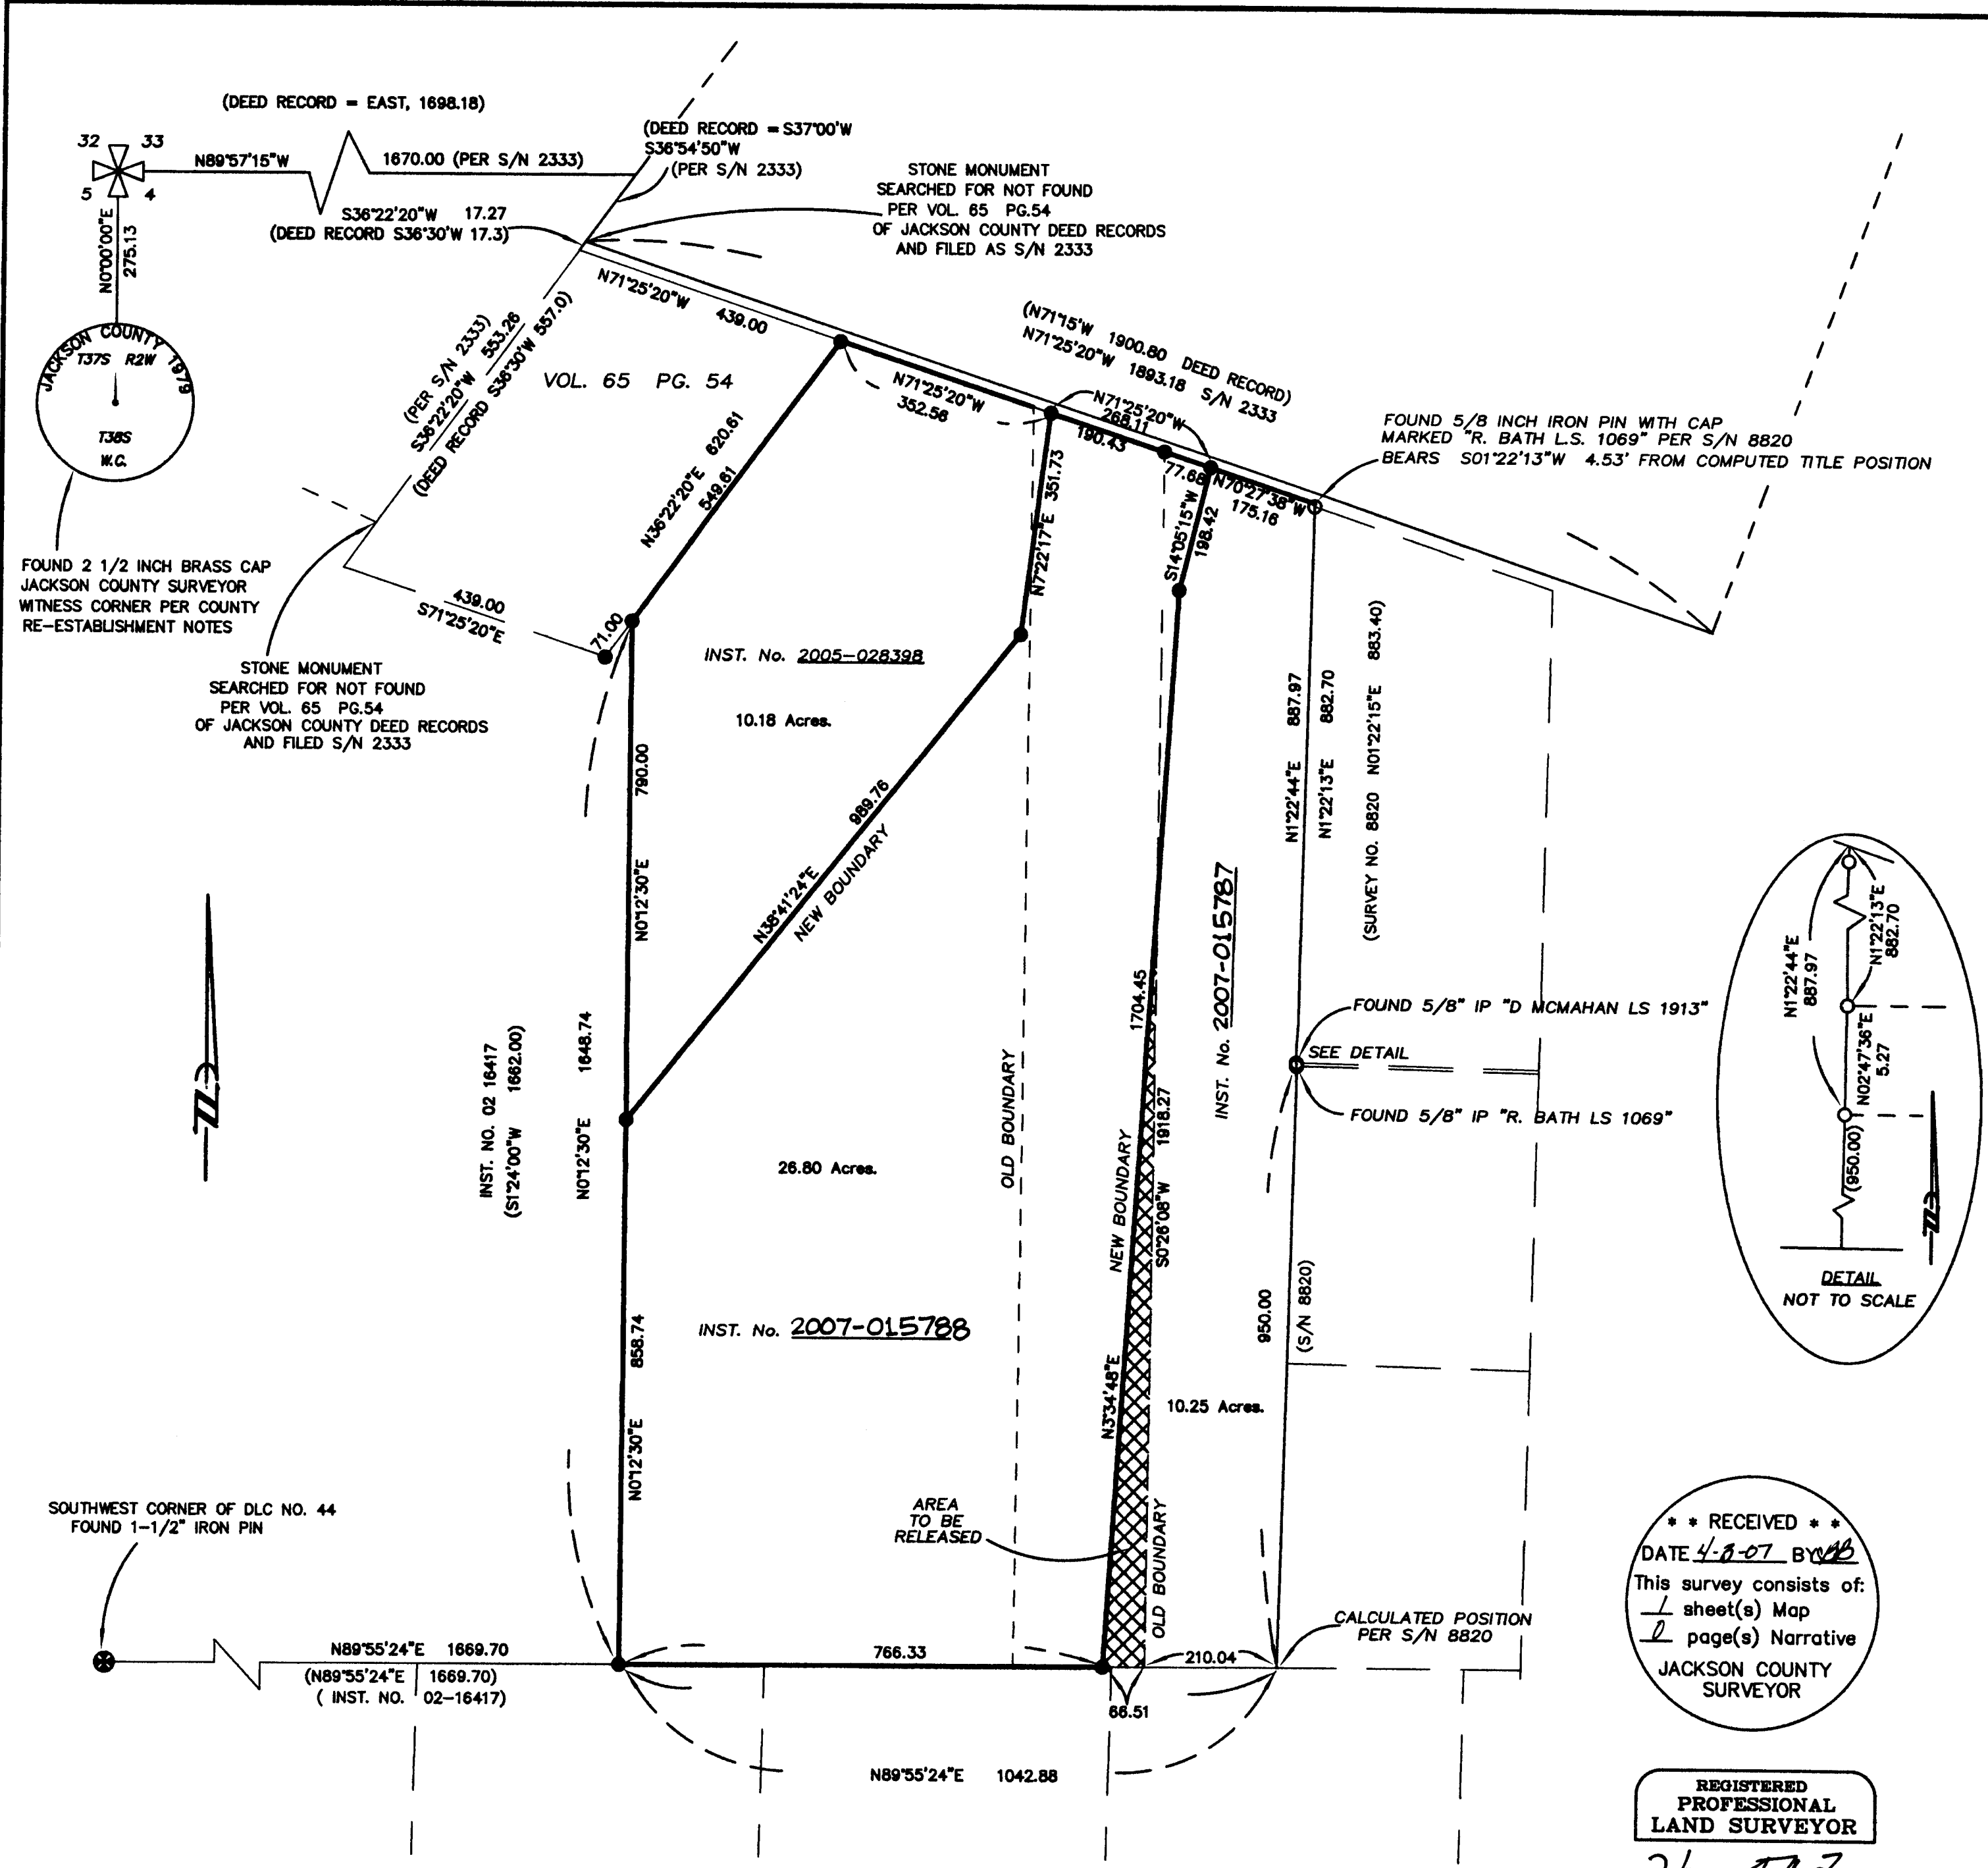 (DEED RECORD = EAST, 1698.18)
32 33
5 4
N89°57'15"W 1670.00 (PER S/N 2333)
N0°00'00"E
275.13
(DEED RECORD = S37°00'W
S36°54'50"W
(PER S/N 2333)
S36°22'20"W 17.27
(DEED RECORD S36°30'W 17.3)
STONE MONUMENT
SEARCHED FOR NOT FOUND
PER VOL. 65 PG.54
OF JACKSON COUNTY DEED RECORDS
AND FILED AS S/N 2333
JACKSON COUNTY 1979
T37S R2W
T38S
W.C.
FOUND 2 1/2 INCH BRASS CAP
JACKSON COUNTY SURVEYOR
WITNESS CORNER PER COUNTY
RE-ESTABLISHMENT NOTES
N71°25'20"W 439.00
(PER S/N 2333)
S36°22'20"W 553.26
(DEED RECORD S36°30'W 557.0)
VOL. 65 PG. 54
(N71°15'W 1900.80 DEED RECORD)
N71°25'20"W 1893.18 S/N 2333
N71°25'20"W
352.56
N71°25'20"W
268.11
190.43
77.68
N70°27'38"W
175.16
FOUND 5/8 INCH IRON PIN WITH CAP
MARKED "R. BATH L.S. 1069" PER S/N 8820
BEARS S01°22'13"W 4.53' FROM COMPUTED TITLE POSITION
N36°22'20"E 620.61
549.61
N7°22'17"E 351.73
S14°05'15"W
198.42
439.00
S71°25'20"E
71.00
STONE MONUMENT
SEARCHED FOR NOT FOUND
PER VOL. 65 PG.54
OF JACKSON COUNTY DEED RECORDS
AND FILED S/N 2333
INST. No. 2005-028398
10.18 Acres.
N0°12'30"E 790.00
989.76
N38°41'24"E
NEW BOUNDARY
INST. NO. 02 16417
(S1°24'00"W 1662.00)
N0°12'30"E 1648.74
OLD BOUNDARY
26.80 Acres.
INST. No. 2007-015788
N0°12'30"E 858.74
1704.45
NEW BOUNDARY
N3°34'48"E
S0°26'08"W 1918.27
OLD BOUNDARY
INST. No. 2007-015787
10.25 Acres.
N1°22'44"E 887.97
N1°22'13"E 882.70
(SURVEY NO. 8820 N01°22'15"E 883.40)
FOUND 5/8" IP "D MCMAHAN LS 1913"
SEE DETAIL
FOUND 5/8" IP "R. BATH LS 1069"
950.00
(S/N 8820)
N1°22'44"E
887.97
N1°22'13"E
882.70
N02°47'36"E
5.27
(950.00)
DETAIL
NOT TO SCALE
AREA
TO BE
RELEASED
SOUTHWEST CORNER OF DLC NO. 44
FOUND 1-1/2" IRON PIN
N89°55'24"E 1669.70
(N89°55'24"E 1669.70)
( INST. NO. 02-16417)
766.33
66.51
210.04
CALCULATED POSITION
PER S/N 8820
N89°55'24"E 1042.88
* * RECEIVED * *
DATE 4-3-07 BY
This survey consists of:
1 sheet(s) Map
0 page(s) Narrative
JACKSON COUNTY
SURVEYOR
REGISTERED
PROFESSIONAL
LAND SURVEYOR